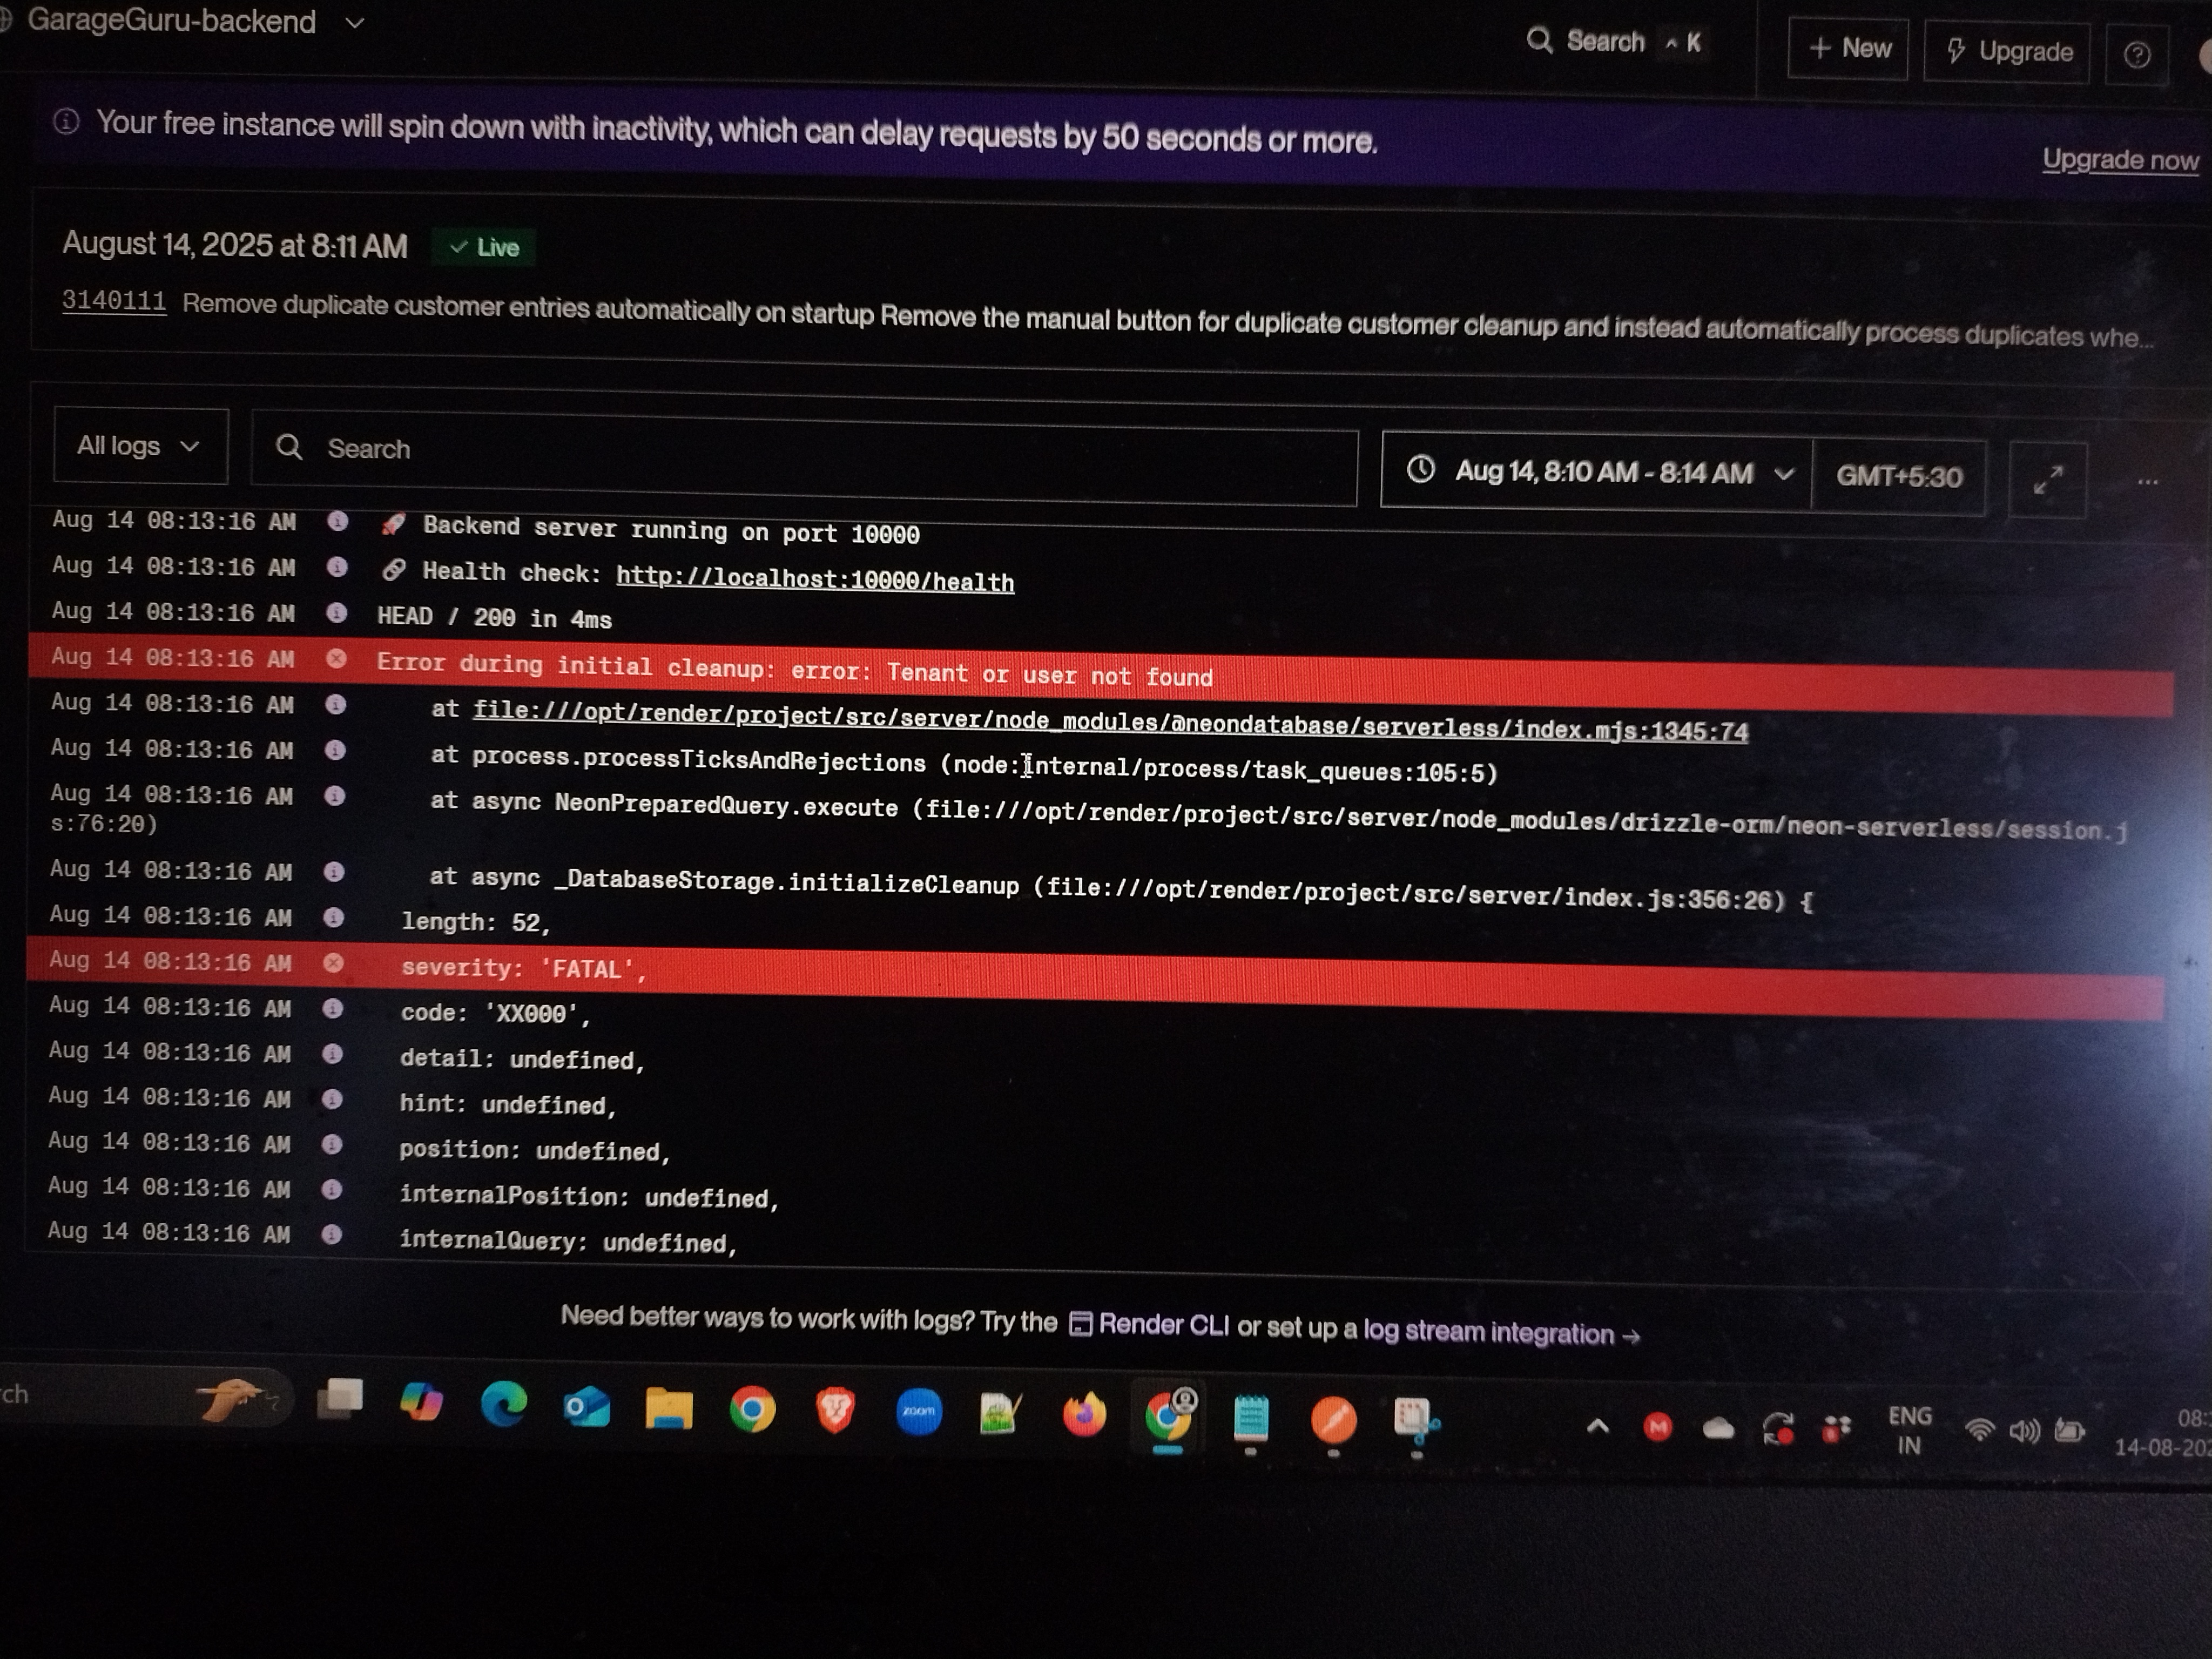 GarageGuru-backend
Search ^ K
+ New
Upgrade
Your free instance will spin down with inactivity, which can delay requests by 50 seconds or more.
Upgrade now
August 14, 2025 at 8:11 AM
Live
3140111 Remove duplicate customer entries automatically on startup Remove the manual button for duplicate customer cleanup and instead automatically process duplicates whe...
All logs
Search
Aug 14, 8:10 AM - 8:14 AM
GMT+5:30
...
Aug 14 08:13:16 AM 🚀 Backend server running on port 10000
Aug 14 08:13:16 AM 🔗 Health check: http://localhost:10000/health
Aug 14 08:13:16 AM HEAD / 200 in 4ms
Aug 14 08:13:16 AM Error during initial cleanup: error: Tenant or user not found
Aug 14 08:13:16 AM at file:///opt/render/project/src/server/node_modules/@neondatabase/serverless/index.mjs:1345:74
Aug 14 08:13:16 AM at process.processTicksAndRejections (node:internal/process/task_queues:105:5)
Aug 14 08:13:16 AM at async NeonPreparedQuery.execute (file:///opt/render/project/src/server/node_modules/drizzle-orm/neon-serverless/session.j
s:76:20)
Aug 14 08:13:16 AM at async _DatabaseStorage.initializeCleanup (file:///opt/render/project/src/server/index.js:356:26) {
Aug 14 08:13:16 AM length: 52,
Aug 14 08:13:16 AM severity: 'FATAL',
Aug 14 08:13:16 AM code: 'XX000',
Aug 14 08:13:16 AM detail: undefined,
Aug 14 08:13:16 AM hint: undefined,
Aug 14 08:13:16 AM position: undefined,
Aug 14 08:13:16 AM internalPosition: undefined,
Aug 14 08:13:16 AM internalQuery: undefined,
Need better ways to work with logs? Try the Render CLI or set up a log stream integration →
rch
zoom
M
ENG
IN
08:
14-08-202